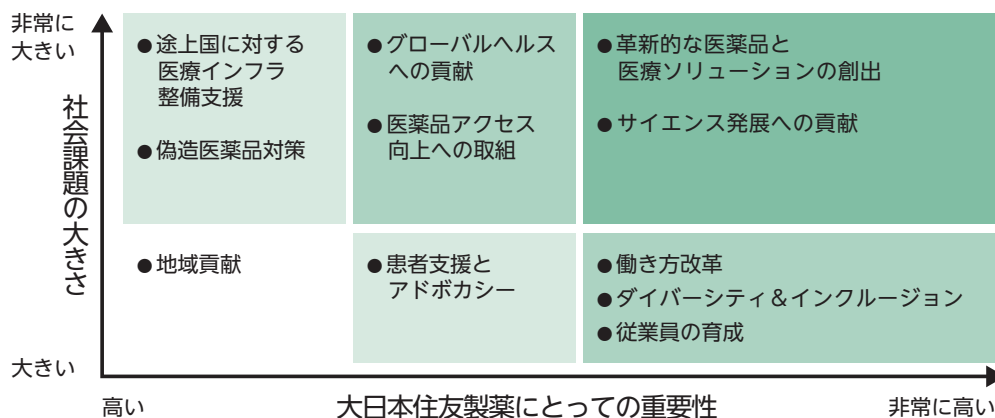 非常に
大きい
社会課題の大きさ
大きい
●途上国に対する
医療インフラ
整備支援
●偽造医薬品対策
●グローバルヘルス
への貢献
●医薬品アクセス
向上への取組
●革新的な医薬品と
医療ソリューションの創出
●サイエンス発展への貢献
●地域貢献
●患者支援と
アドボカシー
●働き方改革
●ダイバーシティ＆インクルージョン
●従業員の育成
高い
大日本住友製薬にとっての重要性
非常に高い